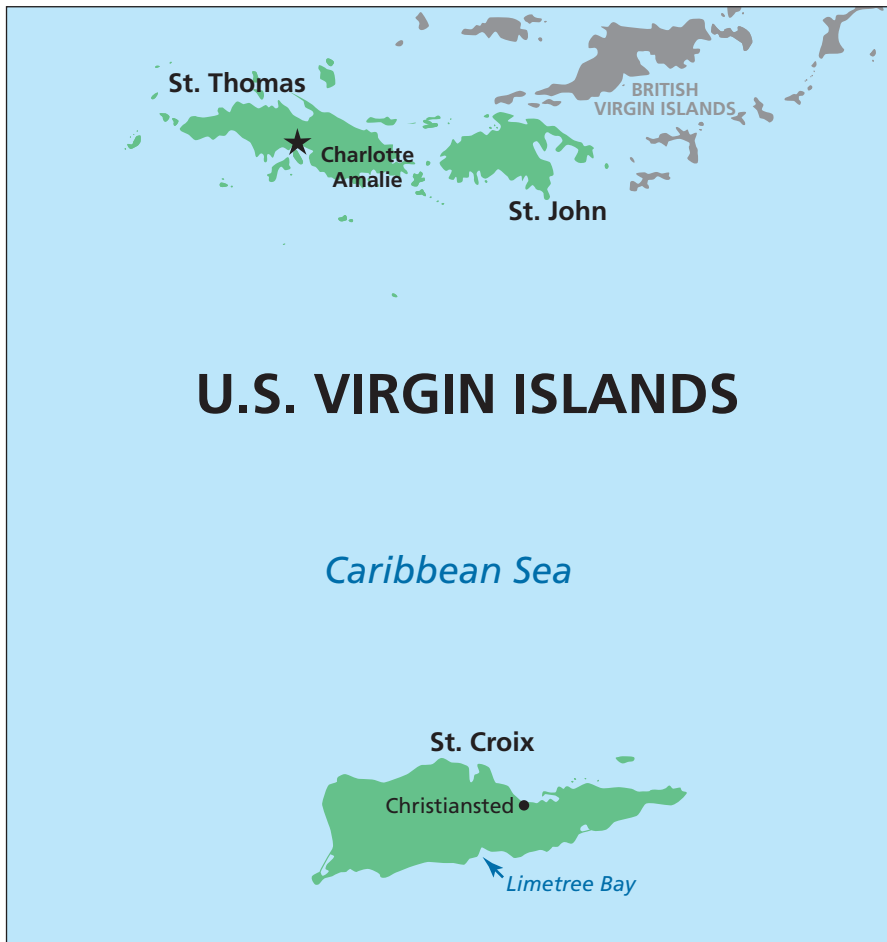 St. Thomas
BRITISH
VIRGIN ISLANDS
Charlotte
Amalie
St. John
U.S. VIRGIN ISLANDS
Caribbean Sea
St. Croix
Christiansted
Limetree Bay